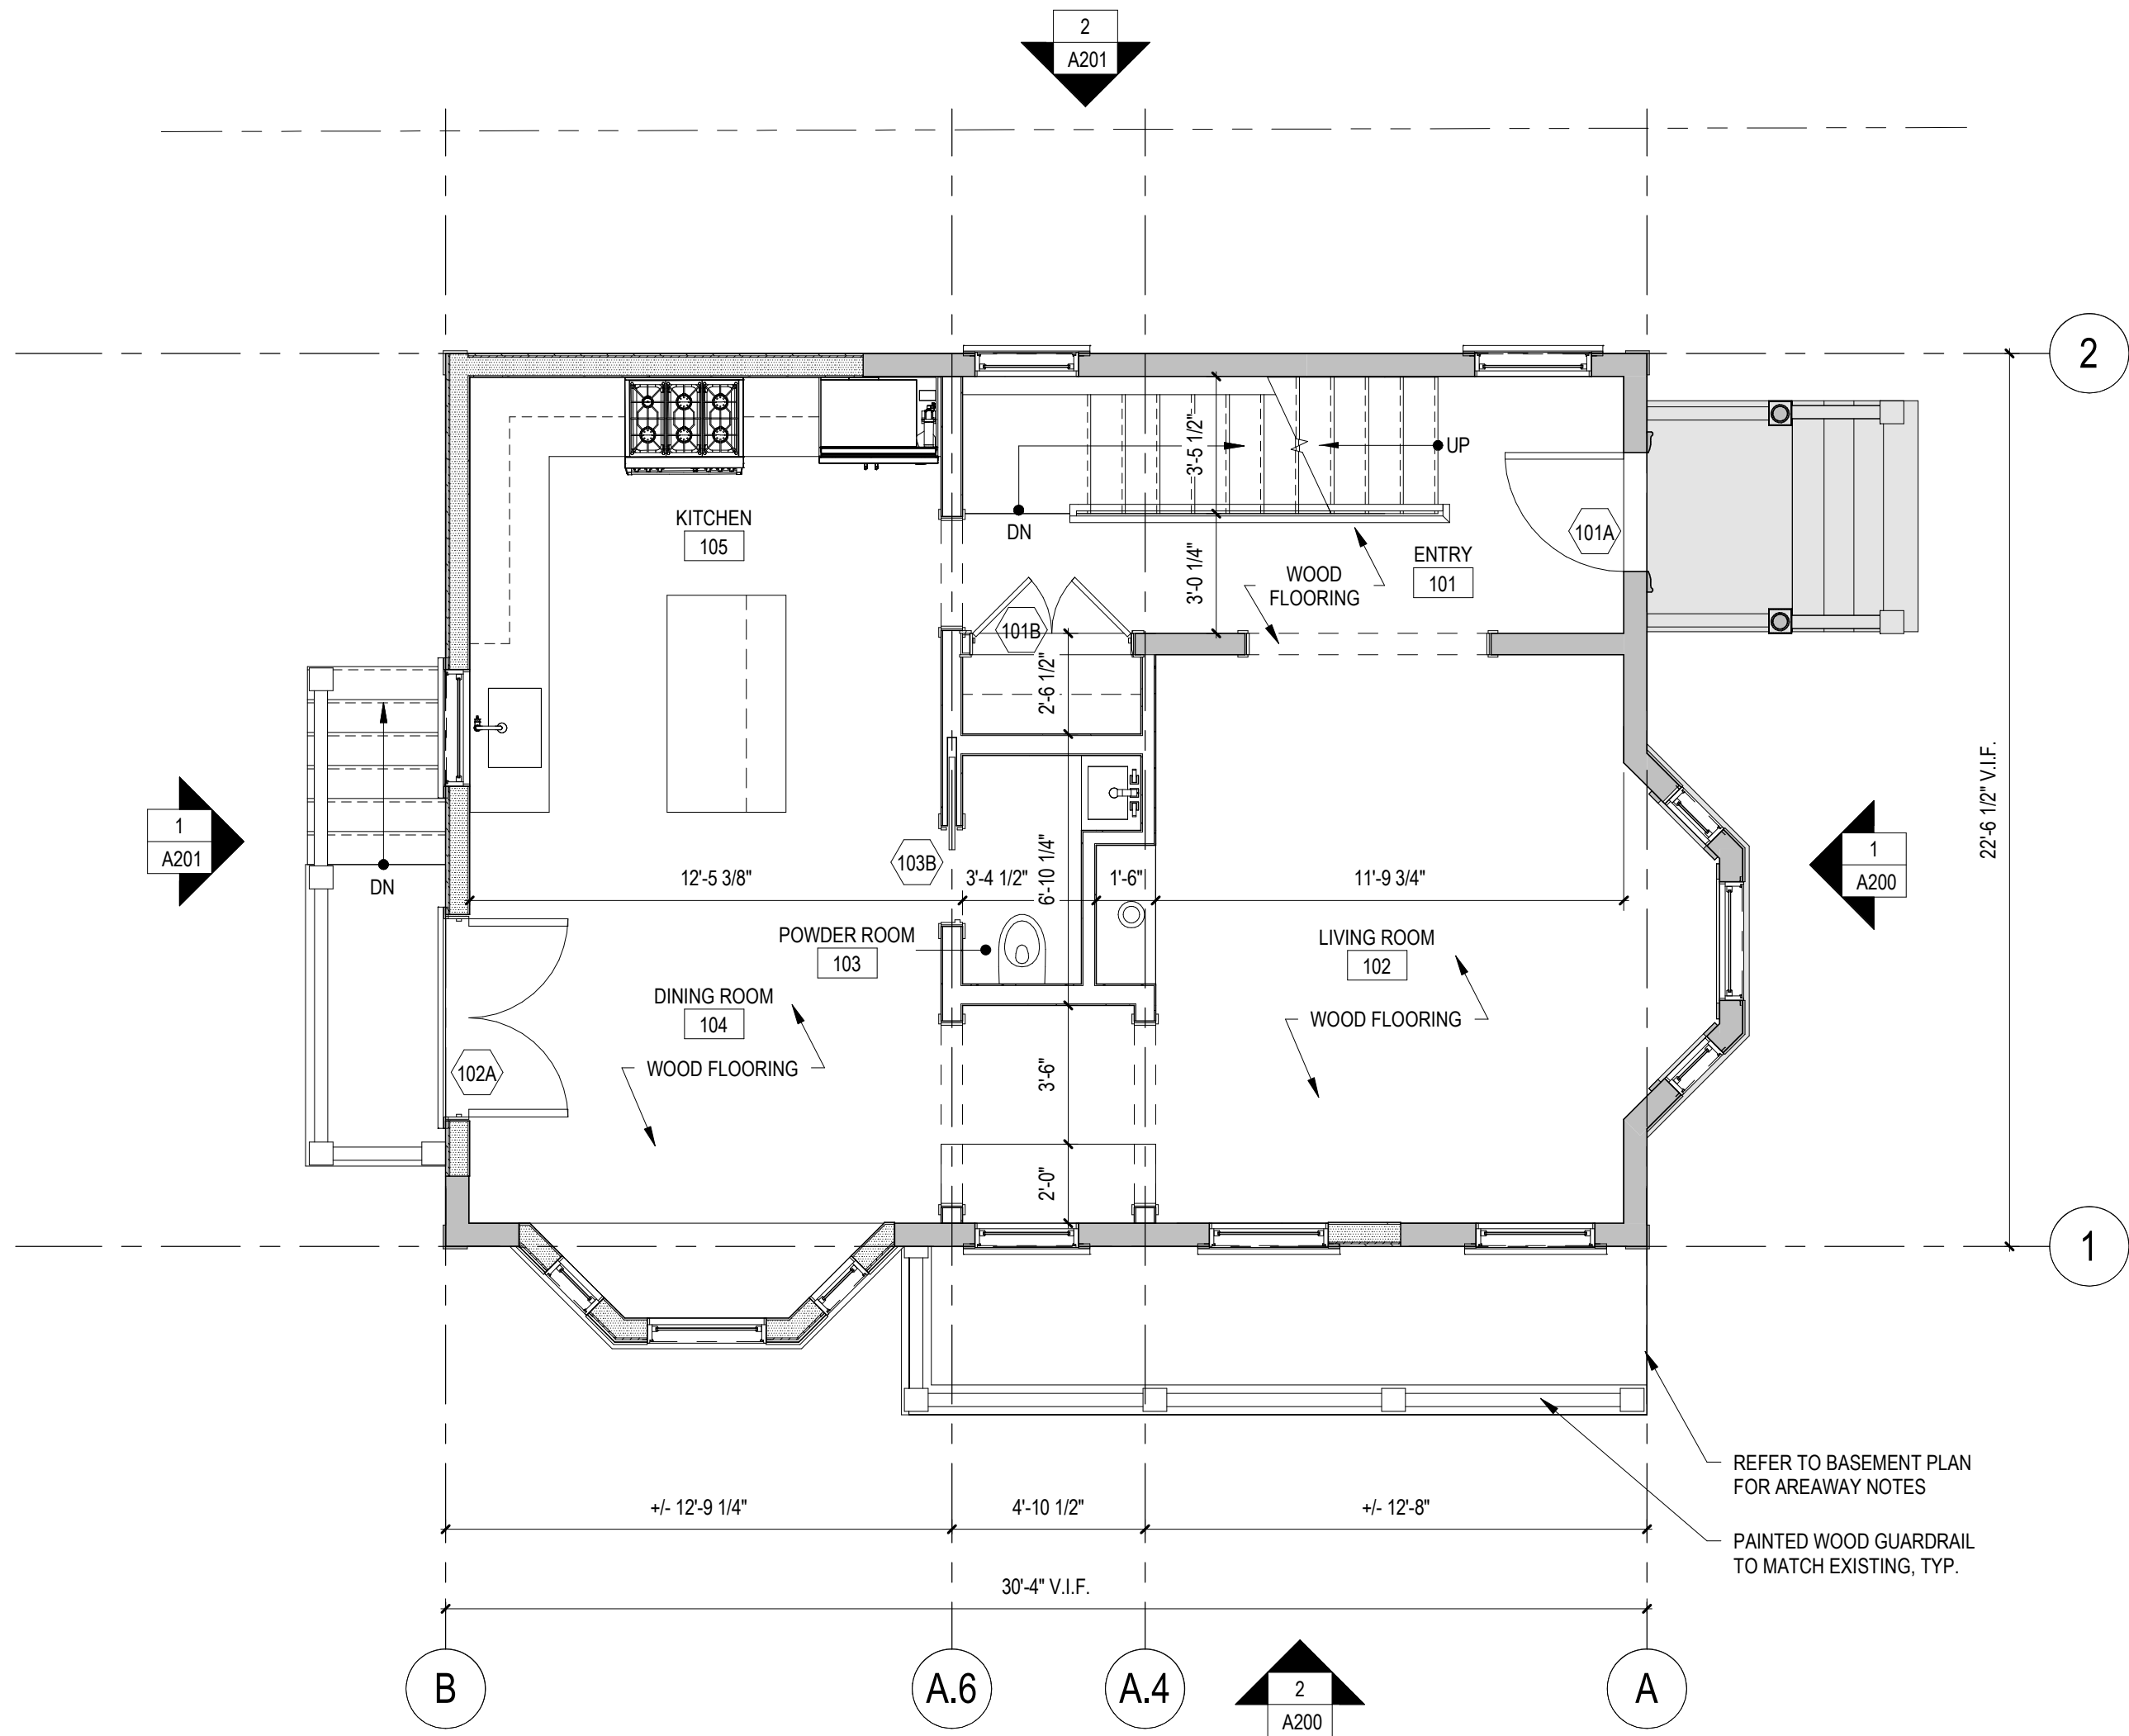 2
A201
2
3'-5 1/2"
UP
DN
KITCHEN
105
101A
ENTRY
101
WOOD
FLOORING
3'-0 1/4"
101B
2'-6 1/2"
22'-6 1/2" V.I.F.
1
A201
DN
12'-5 3/8"
103B
3'-4 1/2"
6'-10 1/4"
1'-6"
11'-9 3/4"
1
A200
POWDER ROOM
103
LIVING ROOM
102
DINING ROOM
104
WOOD FLOORING
WOOD FLOORING
102A
3'-6"
2'-0"
1
REFER TO BASEMENT PLAN
FOR AREAWAY NOTES
+/- 12'-9 1/4"
4'-10 1/2"
+/- 12'-8"
PAINTED WOOD GUARDRAIL
TO MATCH EXISTING, TYP.
30'-4" V.I.F.
B
A.6
A.4
2
A200
A